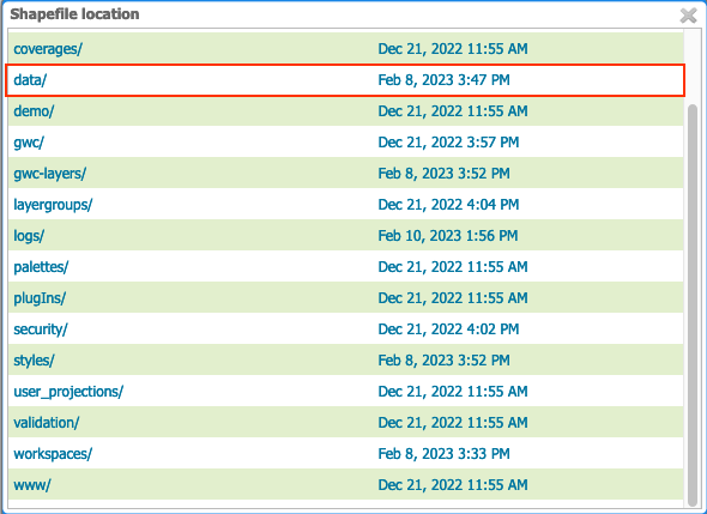 Shapefile location
coverages/ Dec 21, 2022 11:55 AM
data/ Feb 8, 2023 3:47 PM
demo/ Dec 21, 2022 11:55 AM
gwc/ Dec 21, 2022 3:57 PM
gwc-layers/ Feb 8, 2023 3:52 PM
layergroups/ Dec 21, 2022 4:04 PM
logs/ Feb 10, 2023 1:56 PM
palettes/ Dec 21, 2022 11:55 AM
plugIns/ Dec 21, 2022 11:55 AM
security/ Dec 21, 2022 4:02 PM
styles/ Feb 8, 2023 3:52 PM
user_projections/ Dec 21, 2022 11:55 AM
validation/ Dec 21, 2022 11:55 AM
workspaces/ Feb 8, 2023 3:33 PM
www/ Dec 21, 2022 11:55 AM